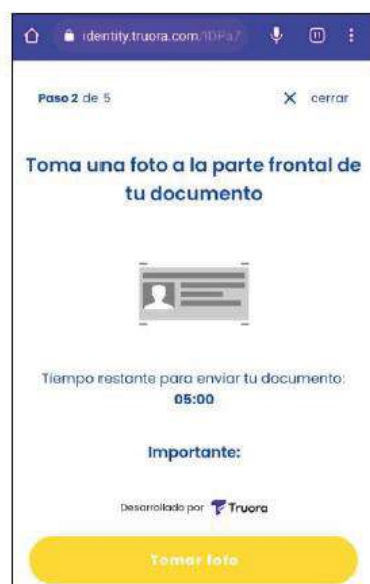 identity.truora.com/IDPa7
11
Paso 2 de 5
cerrar
Toma una foto a la parte frontal de
tu documento
Tiempo restante para enviar tu documento:
05:00
Importante:
Desarrollado por Truora
Tomar foto